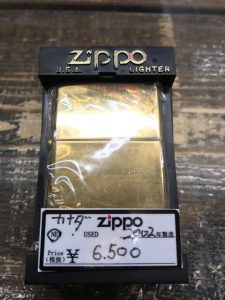 zippo
U.S.A. LIGHTER
カナダ zippo
NEW USED 2002年製造
Price (税抜) ¥ 6.500